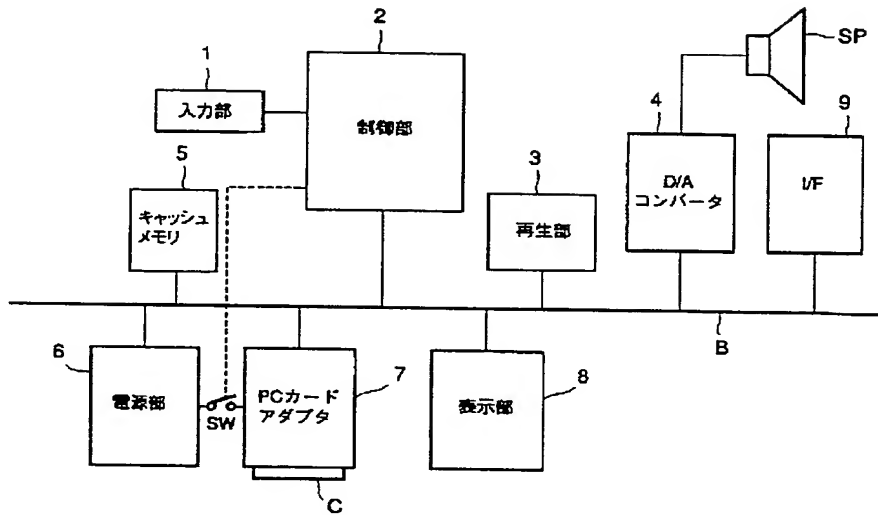 2
SP
1
4
9
入力部
制御部
5
3
D/A
コンバータ
I/F
キャッシュ
メモリ
再生部
B
6
7
8
電源部
SW
PCカード
アダプタ
表示部
C